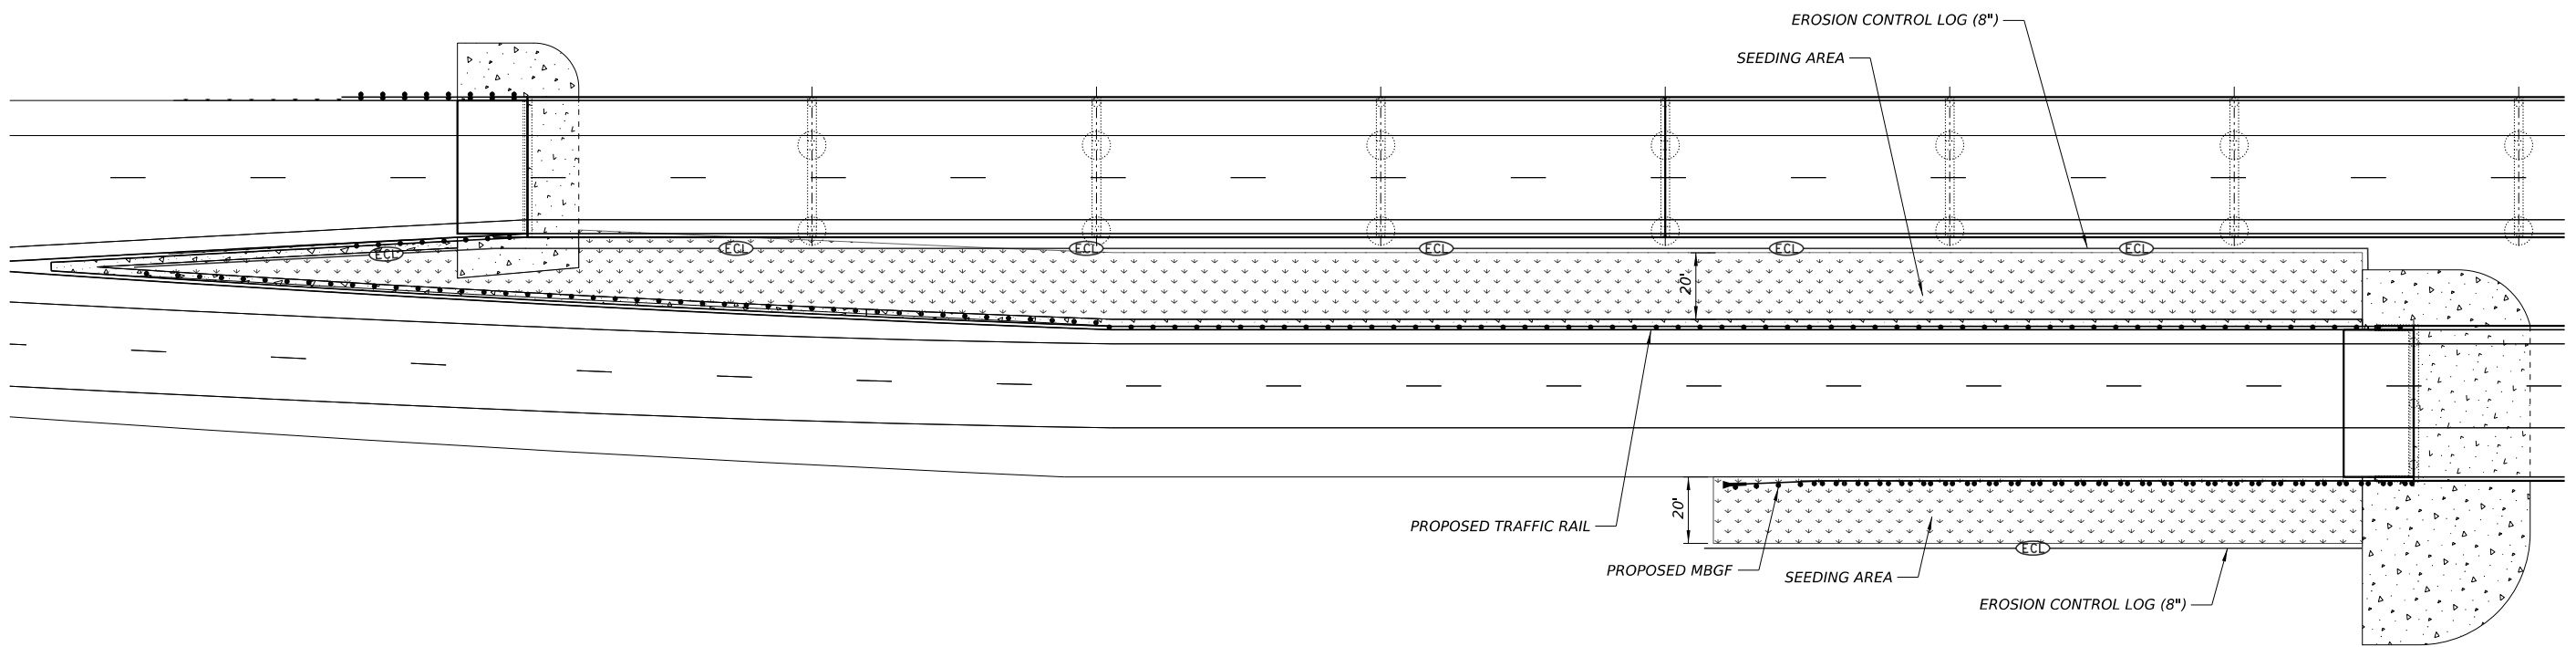 EROSION CONTROL LOG (8")
SEEDING AREA
ECL
ECL
ECL
ECL
ECL
ECL
20'
20'
PROPOSED TRAFFIC RAIL
ECL
PROPOSED MBGF
SEEDING AREA
EROSION CONTROL LOG (8")